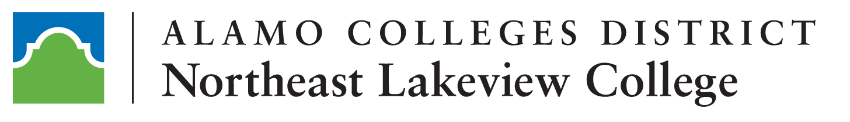 ALAMO COLLEGES DISTRICT
Northeast Lakeview College